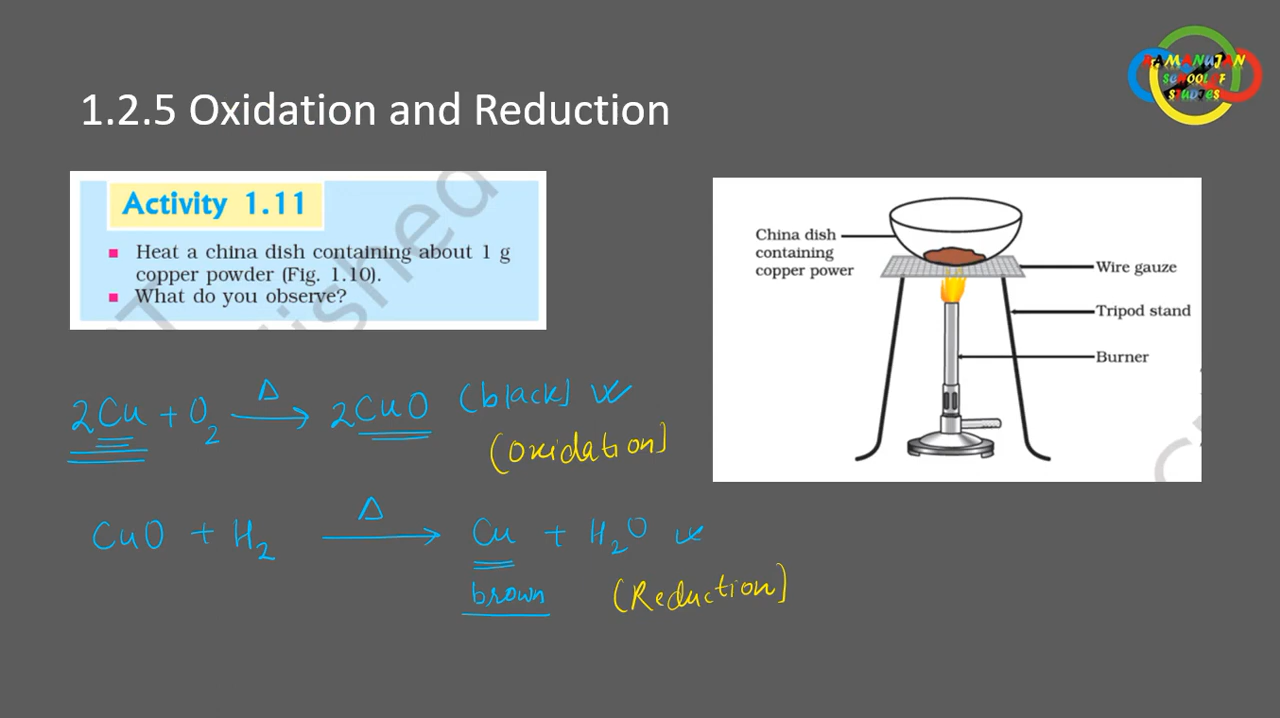 RAMANUJAN
SCHOOL OF
STUDIES
1.2.5 Oxidation and Reduction
Activity 1.11
■ Heat a china dish containing about 1 g
copper powder (Fig. 1.10).
■ What do you observe?
China dish
containing
copper power
Wire gauze
Tripod stand
Burner
2Cu + O₂ →Δ 2CuO (black)
(Oxidation)
CuO + H₂ →Δ Cu + H₂O
brown (Reduction)